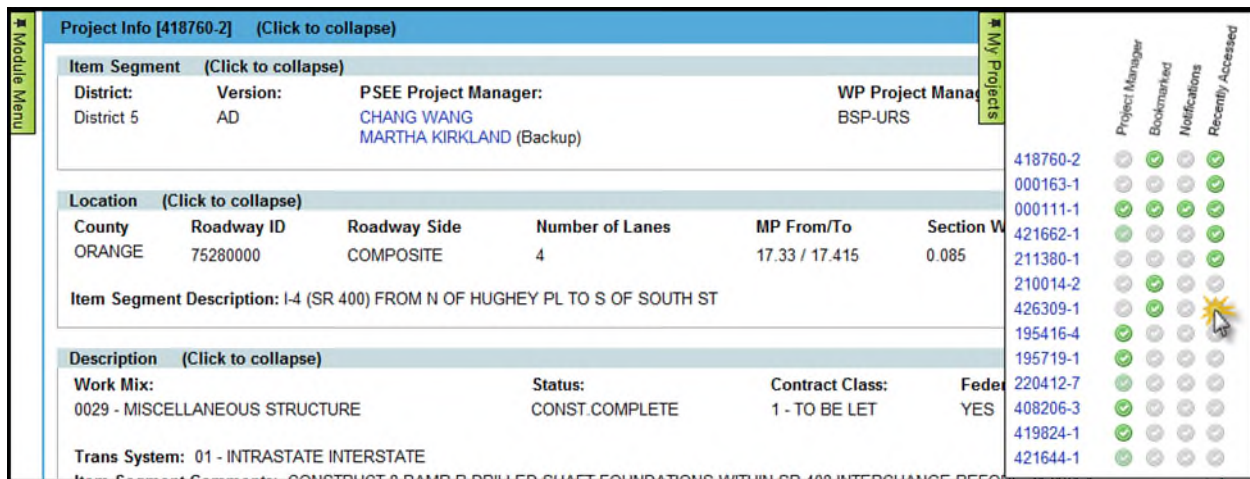 Module Menu
Project Info [418760-2] (Click to collapse)
Item Segment (Click to collapse)
District: Version: PSEE Project Manager: WP Project Manag
District 5 AD CHANG WANG BSP-URS
MARTHA KIRKLAND (Backup)
Location (Click to collapse)
County Roadway ID Roadway Side Number of Lanes MP From/To Section W
ORANGE 75280000 COMPOSITE 4 17.33 / 17.415 0.085
Item Segment Description: I-4 (SR 400) FROM N OF HUGHEY PL TO S OF SOUTH ST
Description (Click to collapse)
Work Mix: Status: Contract Class: Feder
0029 - MISCELLANEOUS STRUCTURE CONST.COMPLETE 1 - TO BE LET YES
Trans System: 01 - INTRASTATE INTERSTATE
My Projects
Project Manager
Bookmarked
Notifications
Recently Accessed
418760-2
000163-1
000111-1
421662-1
211380-1
210014-2
426309-1
195416-4
195719-1
220412-7
408206-3
419824-1
421644-1